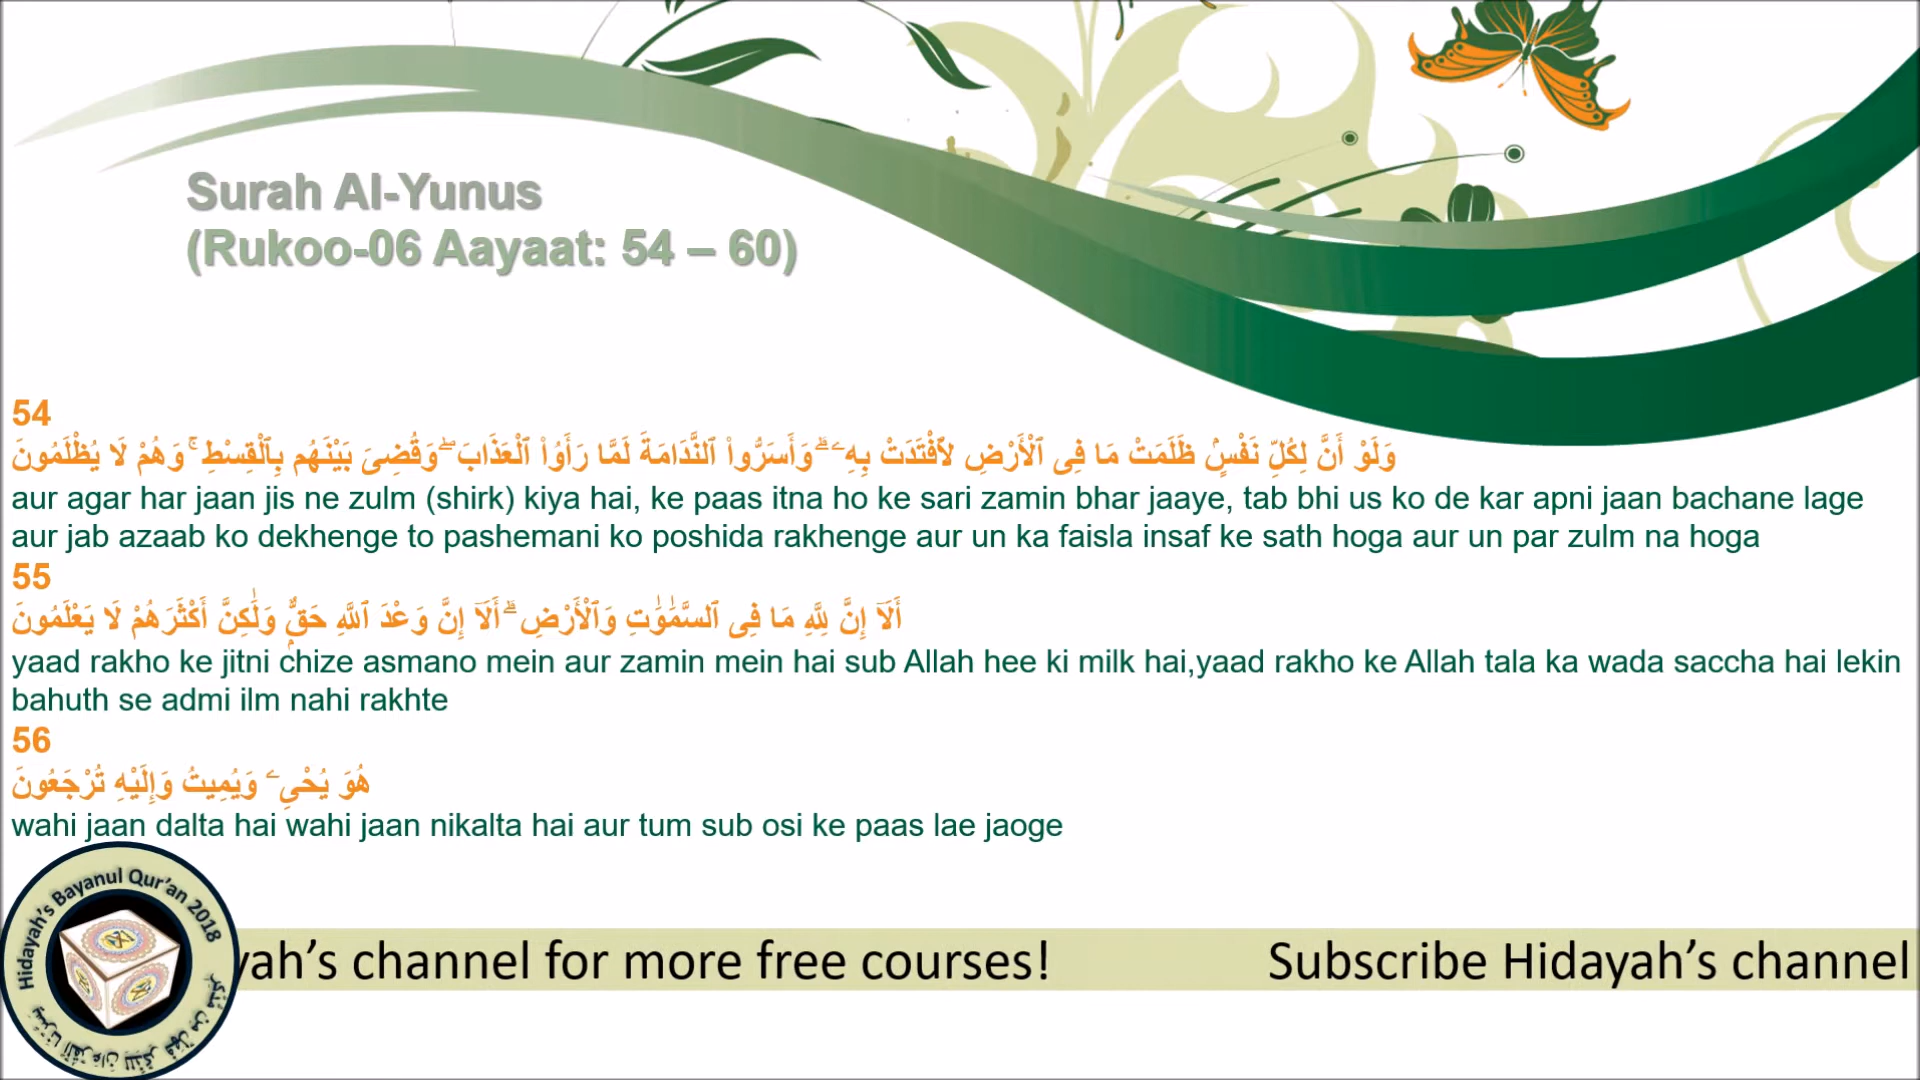 Surah Al-Yunus
(Rukoo-06 Aayaat: 54 – 60)
54
وَلَوْ أَنَّ لِكُلِّ نَفْسٍۢ ظَلَمَتْ مَا فِى ٱلْأَرْضِ لَٱفْتَدَتْ بِهِۦ ۗ وَأَسَرُّوا۟ ٱلنَّدَامَةَ لَمَّا رَأَوُا۟ ٱلْعَذَابَ ۖ وَقُضِىَ بَيْنَهُم بِٱلْقِسْطِ ۚ وَهُمْ لَا يُظْلَمُونَ
aur agar har jaan jis ne zulm (shirk) kiya hai, ke paas itna ho ke sari zamin bhar jaaye, tab bhi us ko de kar apni jaan bachane lage
aur jab azaab ko dekhenge to pashemani ko poshida rakhenge aur un ka faisla insaf ke sath hoga aur un par zulm na hoga
55
أَلَآ إِنَّ لِلَّهِ مَا فِى ٱلسَّمَـٰوَٰتِ وَٱلْأَرْضِ ۗ أَلَآ إِنَّ وَعْدَ ٱللَّهِ حَقٌّۭ وَلَـٰكِنَّ أَكْثَرَهُمْ لَا يَعْلَمُونَ
yaad rakho ke jitni chize asmano mein aur zamin mein hai sub Allah hee ki milk hai,yaad rakho ke Allah tala ka wada saccha hai lekin
bahuth se admi ilm nahi rakhte
56
هُوَ يُحْىِۦ وَيُمِيتُ وَإِلَيْهِ تُرْجَعُونَ
wahi jaan dalta hai wahi jaan nikalta hai aur tum sub osi ke paas lae jaoge
Hidayah's Bayanul Qur'an 2018
yah's channel for more free courses! Subscribe Hidayah's channel